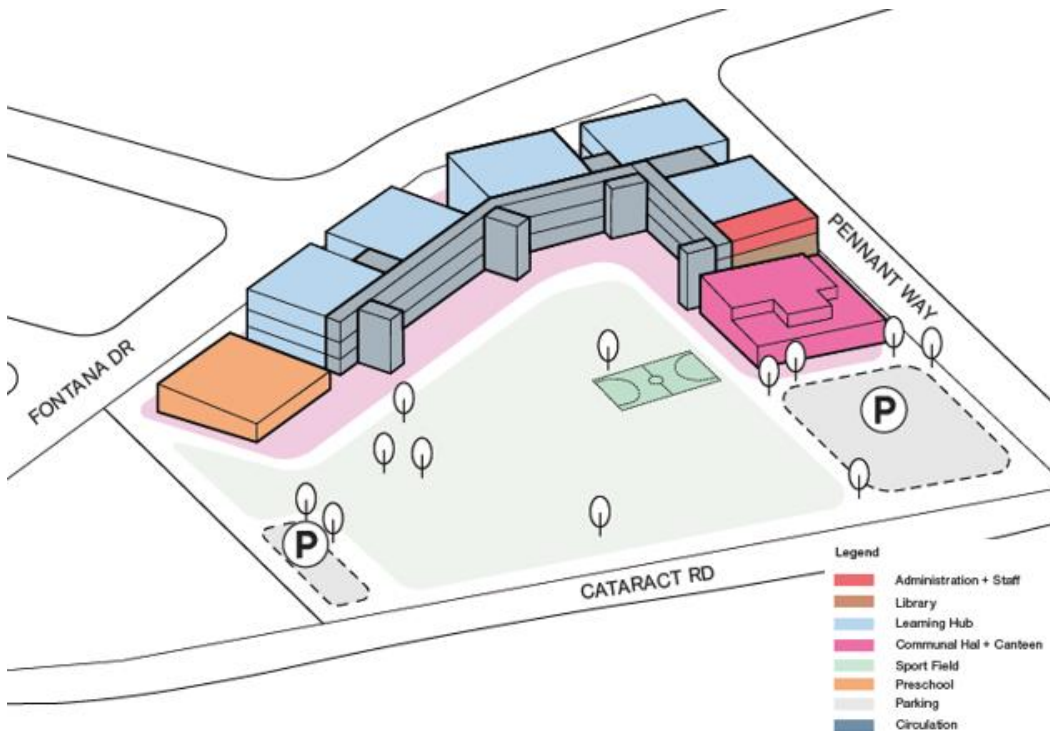 FONTANA DR
PENNANT WAY
P
P
CATARACT RD
Legend
Administration + Staff
Library
Learning Hub
Communal Hal + Canteen
Sport Field
Preschool
Parking
Circulation